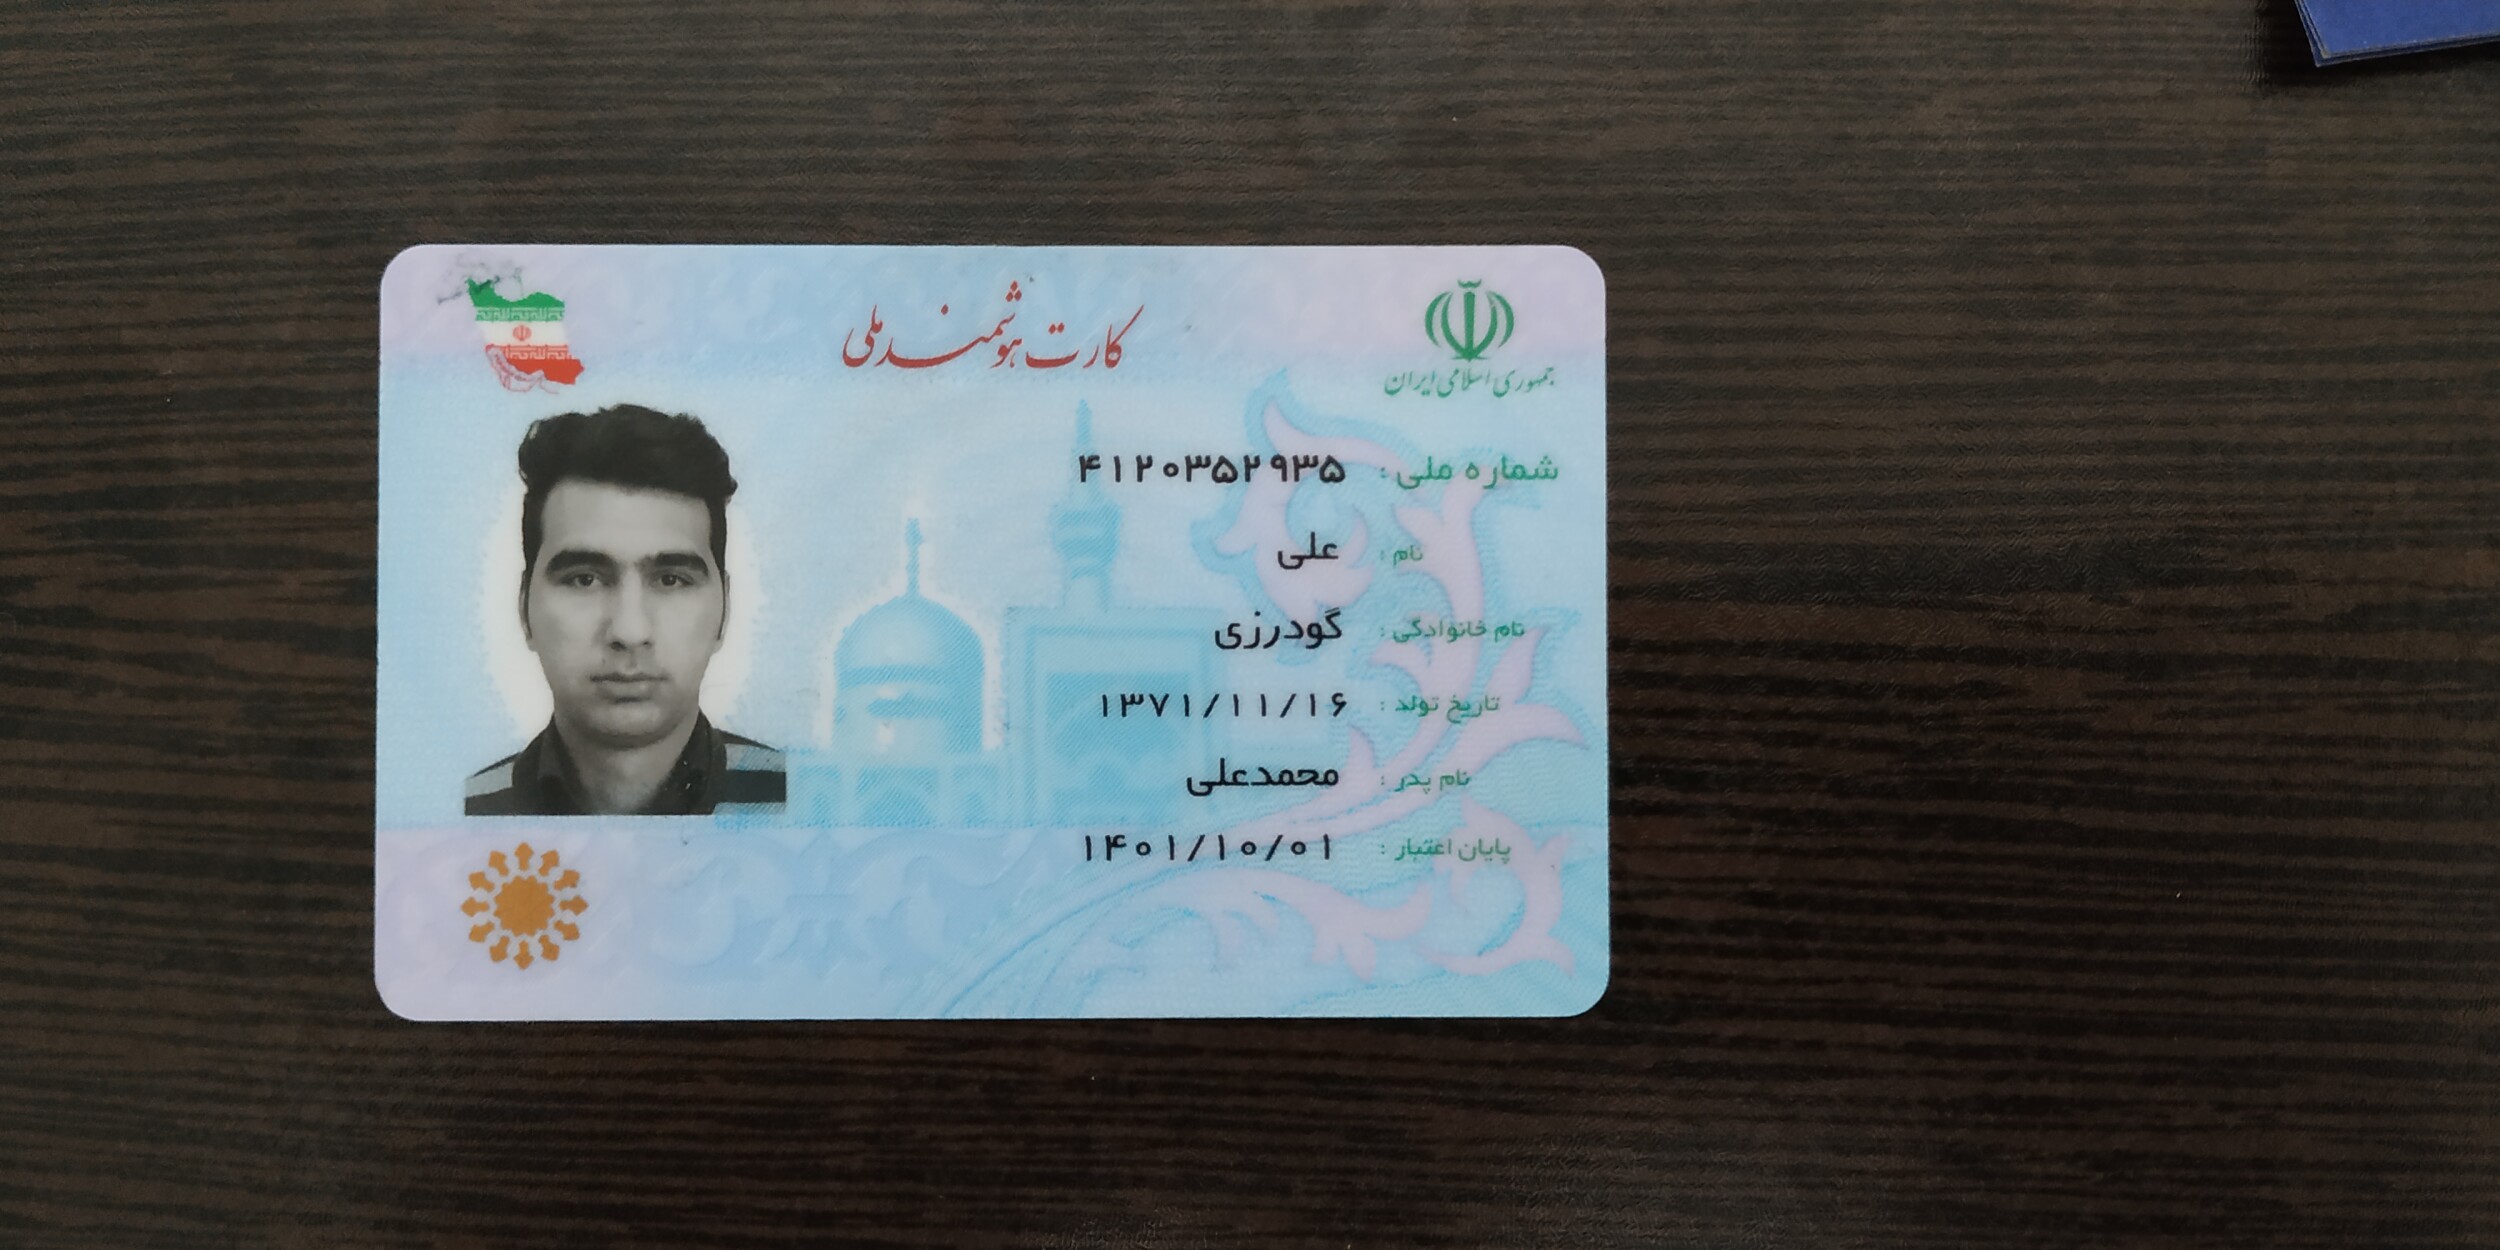 کارت هوشمند ملی
جمهوری اسلامی ایران
شماره ملی : ۴۱۲۰۳۵۲۹۳۵
نام : علی
نام خانوادگی : گودرزی
تاریخ تولد : ۱۳۷۱/۱۱/۱۶
نام پدر : محمدعلی
پایان اعتبار : ۱۴۰۱/۱۰/۰۱